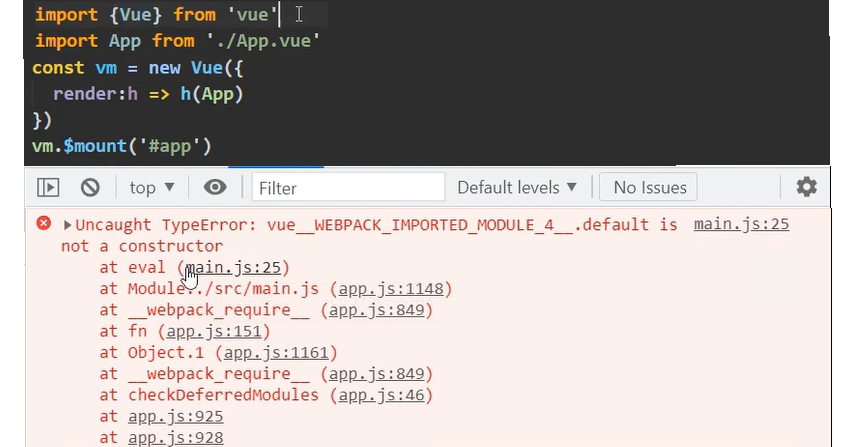 import {Vue} from 'vue'
import App from './App.vue'
const vm = new Vue({
render:h => h(App)
})
vm.$mount('#app')
top ▼ Filter Default levels ▼ No Issues
▶Uncaught TypeError: vue__WEBPACK_IMPORTED_MODULE_4__.default is main.js:25
not a constructor
at eval (main.js:25)
at Module../src/main.js (app.js:1148)
at __webpack_require__ (app.js:849)
at fn (app.js:151)
at Object.1 (app.js:1161)
at __webpack_require__ (app.js:849)
at checkDeferredModules (app.js:46)
at app.js:925
at app.js:928